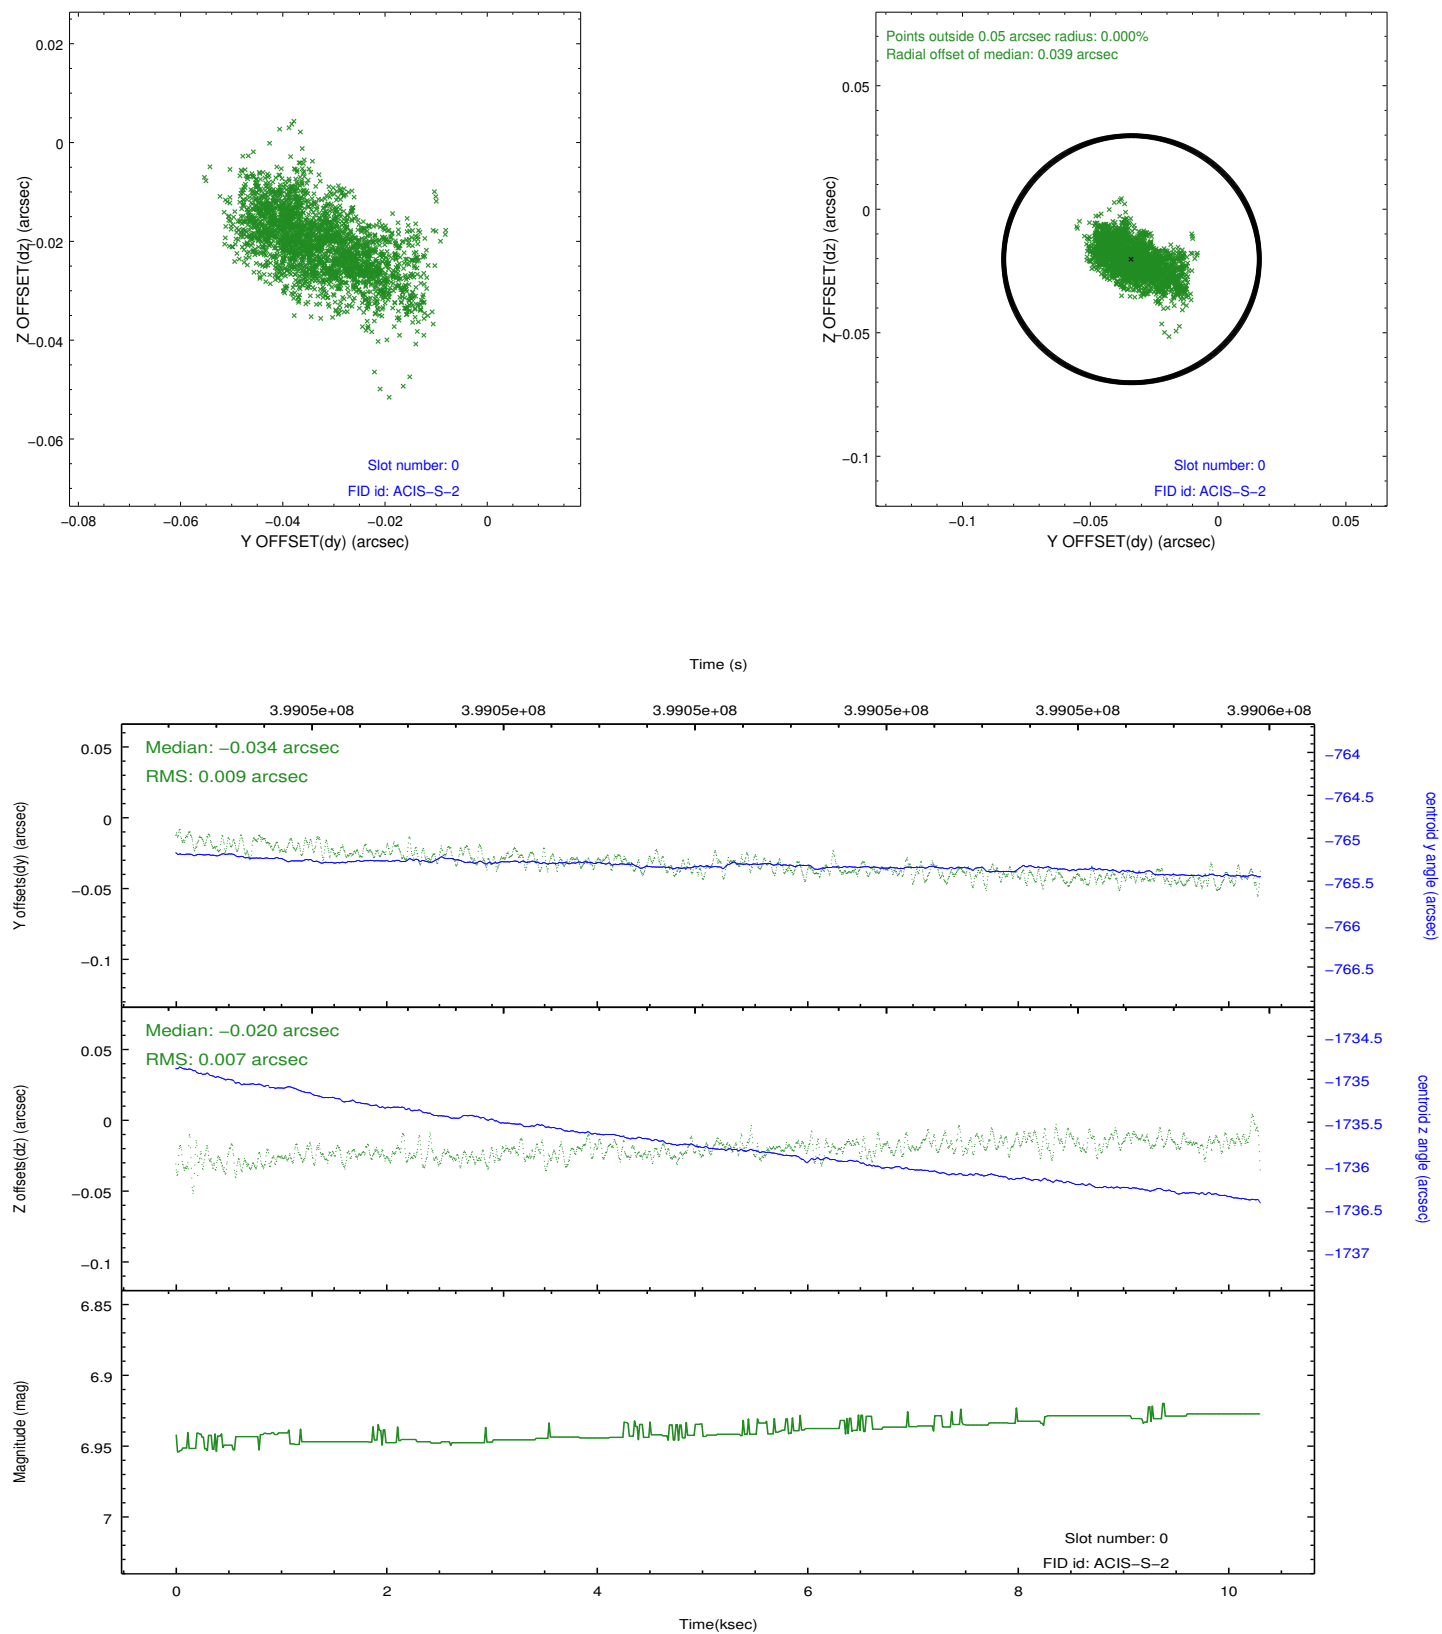 0.02
0
−0.02
−0.04
−0.06
Z OFFSET(dz) (arcsec)
Slot number: 0
FID id: ACIS−S−2
−0.08
−0.06
−0.04
−0.02
0
Y OFFSET(dy) (arcsec)
Points outside 0.05 arcsec radius: 0.000%
Radial offset of median: 0.039 arcsec
0.05
0
−0.05
−0.1
Z OFFSET(dz) (arcsec)
Slot number: 0
FID id: ACIS−S−2
−0.1
−0.05
0
0.05
Y OFFSET(dy) (arcsec)
Time (s)
3.9905e+08
3.9905e+08
3.9905e+08
3.9905e+08
3.9905e+08
3.9906e+08
Median: −0.034 arcsec
RMS: 0.009 arcsec
0.05
0
−0.05
−0.1
Y offsets(dy) (arcsec)
−764
−764.5
−765
−765.5
−766
−766.5
centroid y angle (arcsec)
Median: −0.020 arcsec
RMS: 0.007 arcsec
0.05
0
−0.05
−0.1
Z offsets(dz) (arcsec)
−1734.5
−1735
−1735.5
−1736
−1736.5
−1737
centroid z angle (arcsec)
6.85
6.9
6.95
7
Magnitude (mag)
Slot number: 0
FID id: ACIS−S−2
0
2
4
6
8
10
Time(ksec)